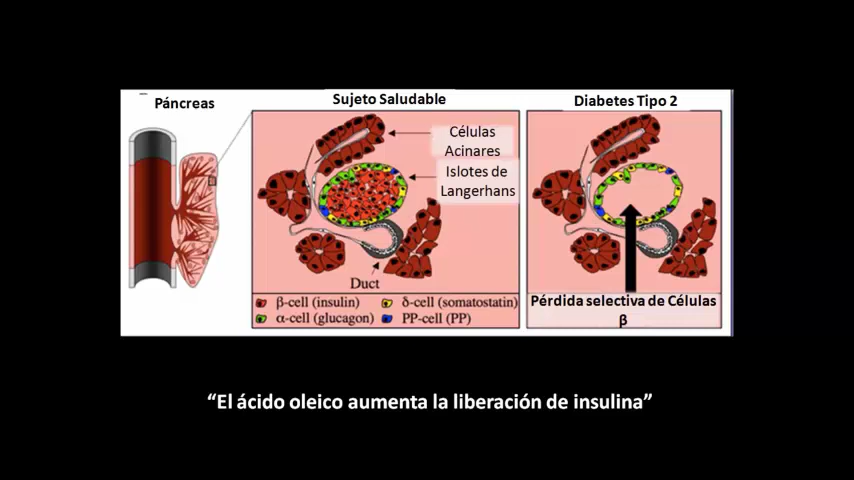 Páncreas
Sujeto Saludable
Diabetes Tipo 2
Células
Acinares
Islotes de
Langerhans
Duct
β-cell (insulin)
δ-cell (somatostatin)
α-cell (glucagon)
PP-cell (PP)
Pérdida selectiva de Células
β
“El ácido oleico aumenta la liberación de insulina”